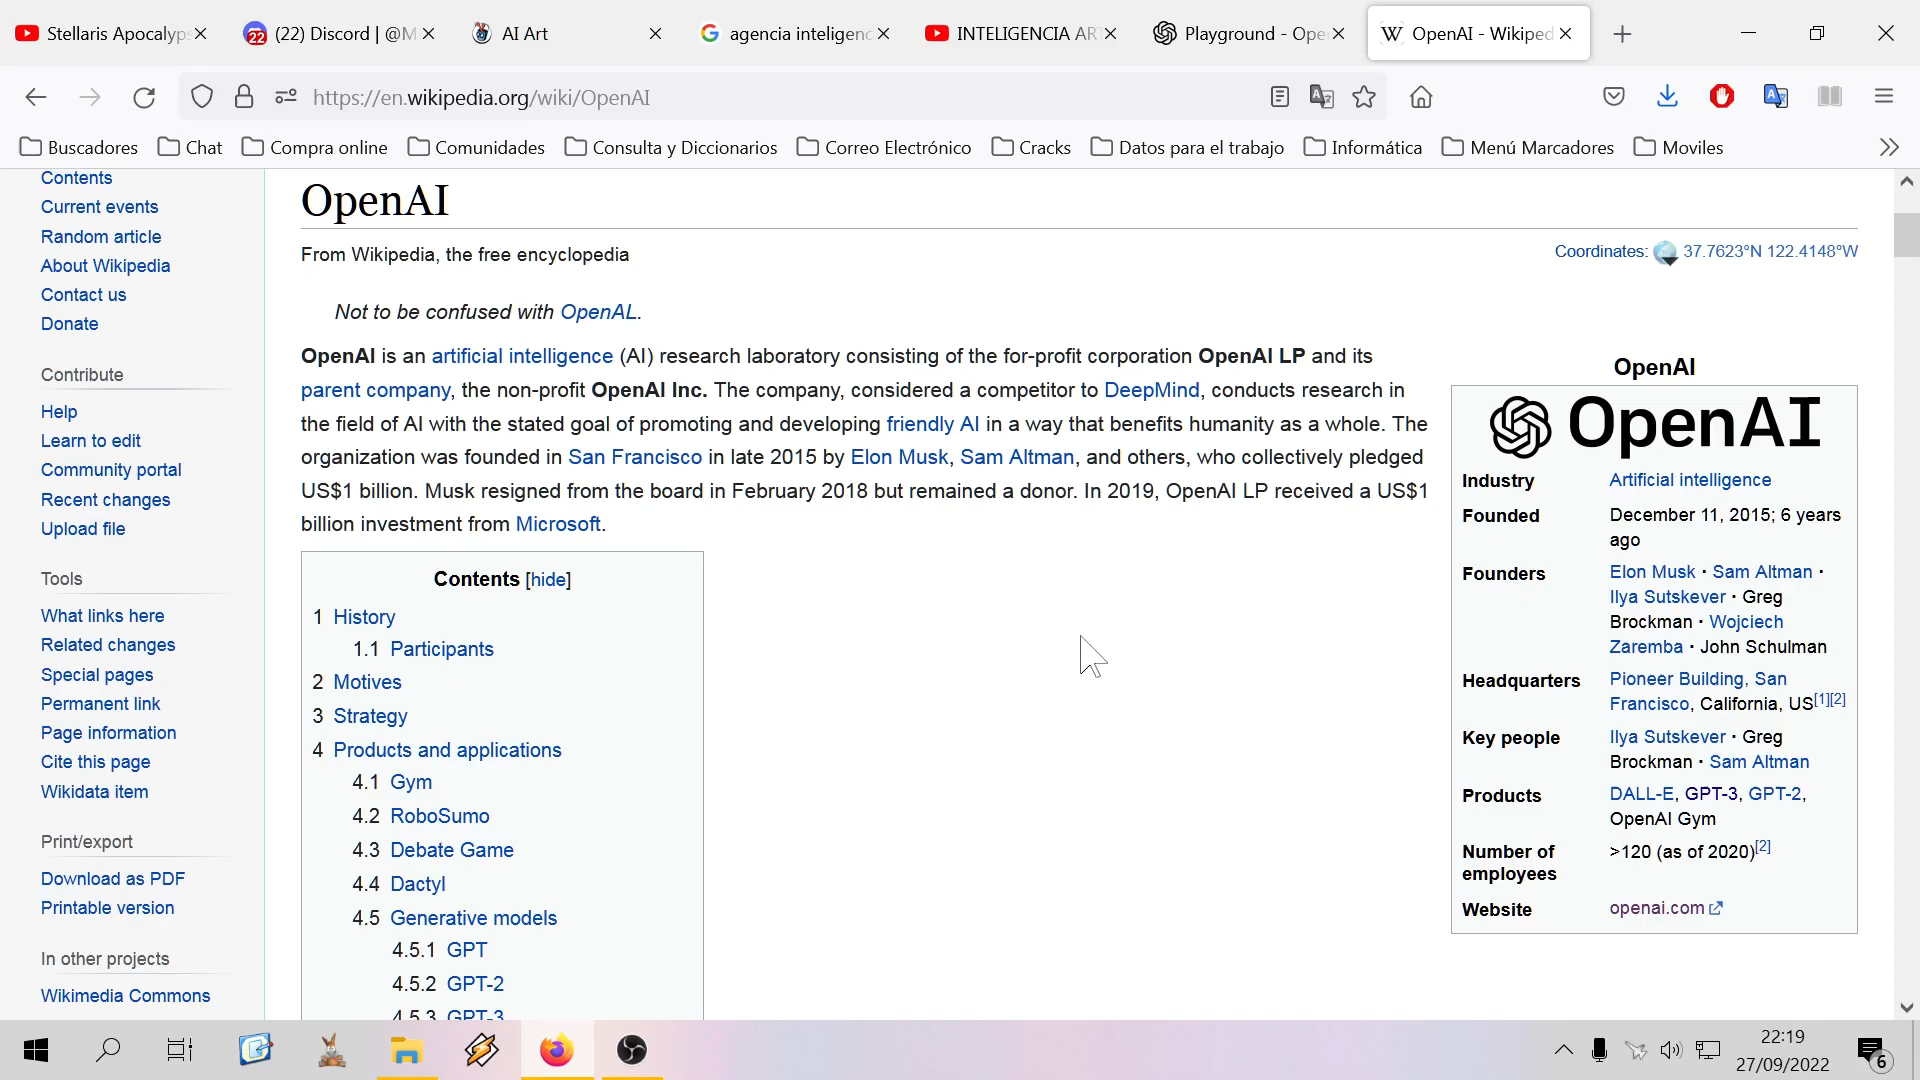 Stellaris Apocalyps
(22) Discord | @M
AI Art
agencia inteligenc
INTELIGENCIA AR
Playground - Ope
OpenAI - Wikiped
https://en.wikipedia.org/wiki/OpenAI
Buscadores
Chat
Compra online
Comunidades
Consulta y Diccionarios
Correo Electrónico
Cracks
Datos para el trabajo
Informática
Menú Marcadores
Moviles
Contents
Current events
Random article
About Wikipedia
Contact us
Donate
Contribute
Help
Learn to edit
Community portal
Recent changes
Upload file
Tools
What links here
Related changes
Special pages
Permanent link
Page information
Cite this page
Wikidata item
Print/export
Download as PDF
Printable version
In other projects
Wikimedia Commons
OpenAI
From Wikipedia, the free encyclopedia
Coordinates: 37.7623°N 122.4148°W
Not to be confused with OpenAL.
OpenAI is an artificial intelligence (AI) research laboratory consisting of the for-profit corporation OpenAI LP and its
parent company, the non-profit OpenAI Inc. The company, considered a competitor to DeepMind, conducts research in
the field of AI with the stated goal of promoting and developing friendly AI in a way that benefits humanity as a whole. The
organization was founded in San Francisco in late 2015 by Elon Musk, Sam Altman, and others, who collectively pledged
US$1 billion. Musk resigned from the board in February 2018 but remained a donor. In 2019, OpenAI LP received a US$1
billion investment from Microsoft.
Contents [hide]
1 History
1.1 Participants
2 Motives
3 Strategy
4 Products and applications
4.1 Gym
4.2 RoboSumo
4.3 Debate Game
4.4 Dactyl
4.5 Generative models
4.5.1 GPT
4.5.2 GPT-2
4.5.3 GPT-3
OpenAI
OpenAI
Industry Artificial intelligence
Founded December 11, 2015; 6 years
ago
Founders Elon Musk · Sam Altman ·
Ilya Sutskever · Greg
Brockman · Wojciech
Zaremba · John Schulman
Headquarters Pioneer Building, San
Francisco, California, US[1][2]
Key people Ilya Sutskever · Greg
Brockman · Sam Altman
Products DALL-E, GPT-3, GPT-2,
OpenAI Gym
Number of >120 (as of 2020)[2]
employees
Website openai.com
22:19
27/09/2022
6